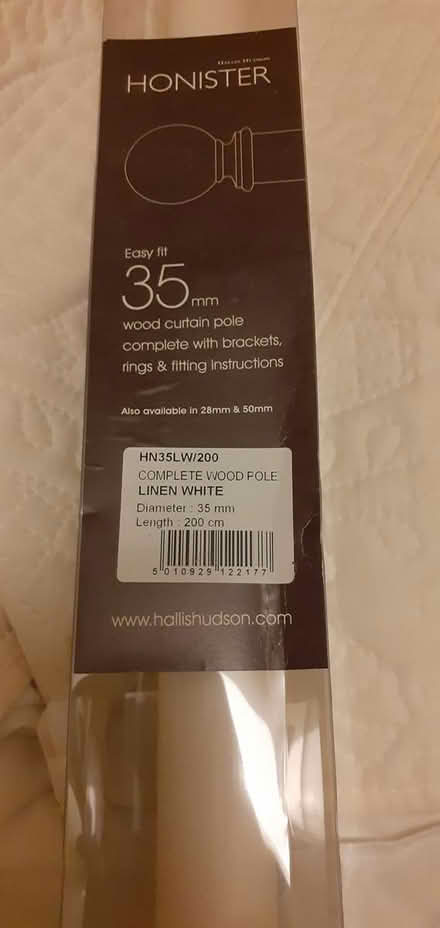 HALLIS HUDSON
HONISTER
Easy fit
35mm
wood curtain pole
complete with brackets,
rings & fitting instructions
Also available in 28mm & 50mm
HN35LW/200
COMPLETE WOOD POLE
LINEN WHITE
Diameter : 35 mm
Length : 200 cm
5 010929 122177
www.hallishudson.com